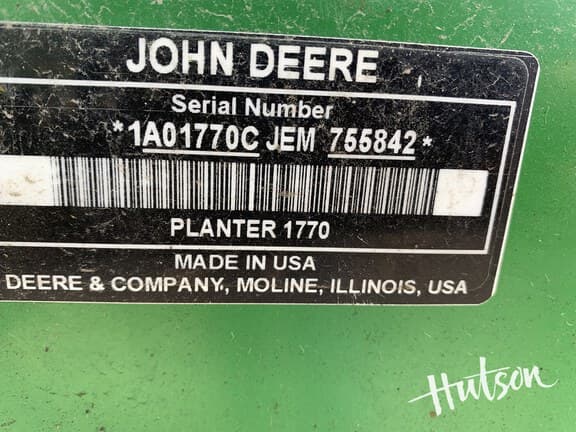 JOHN DEERE
Serial Number
*1A01770C JEM 755842*
PLANTER 1770
MADE IN USA
DEERE & COMPANY, MOLINE, ILLINOIS, USA
Hutson